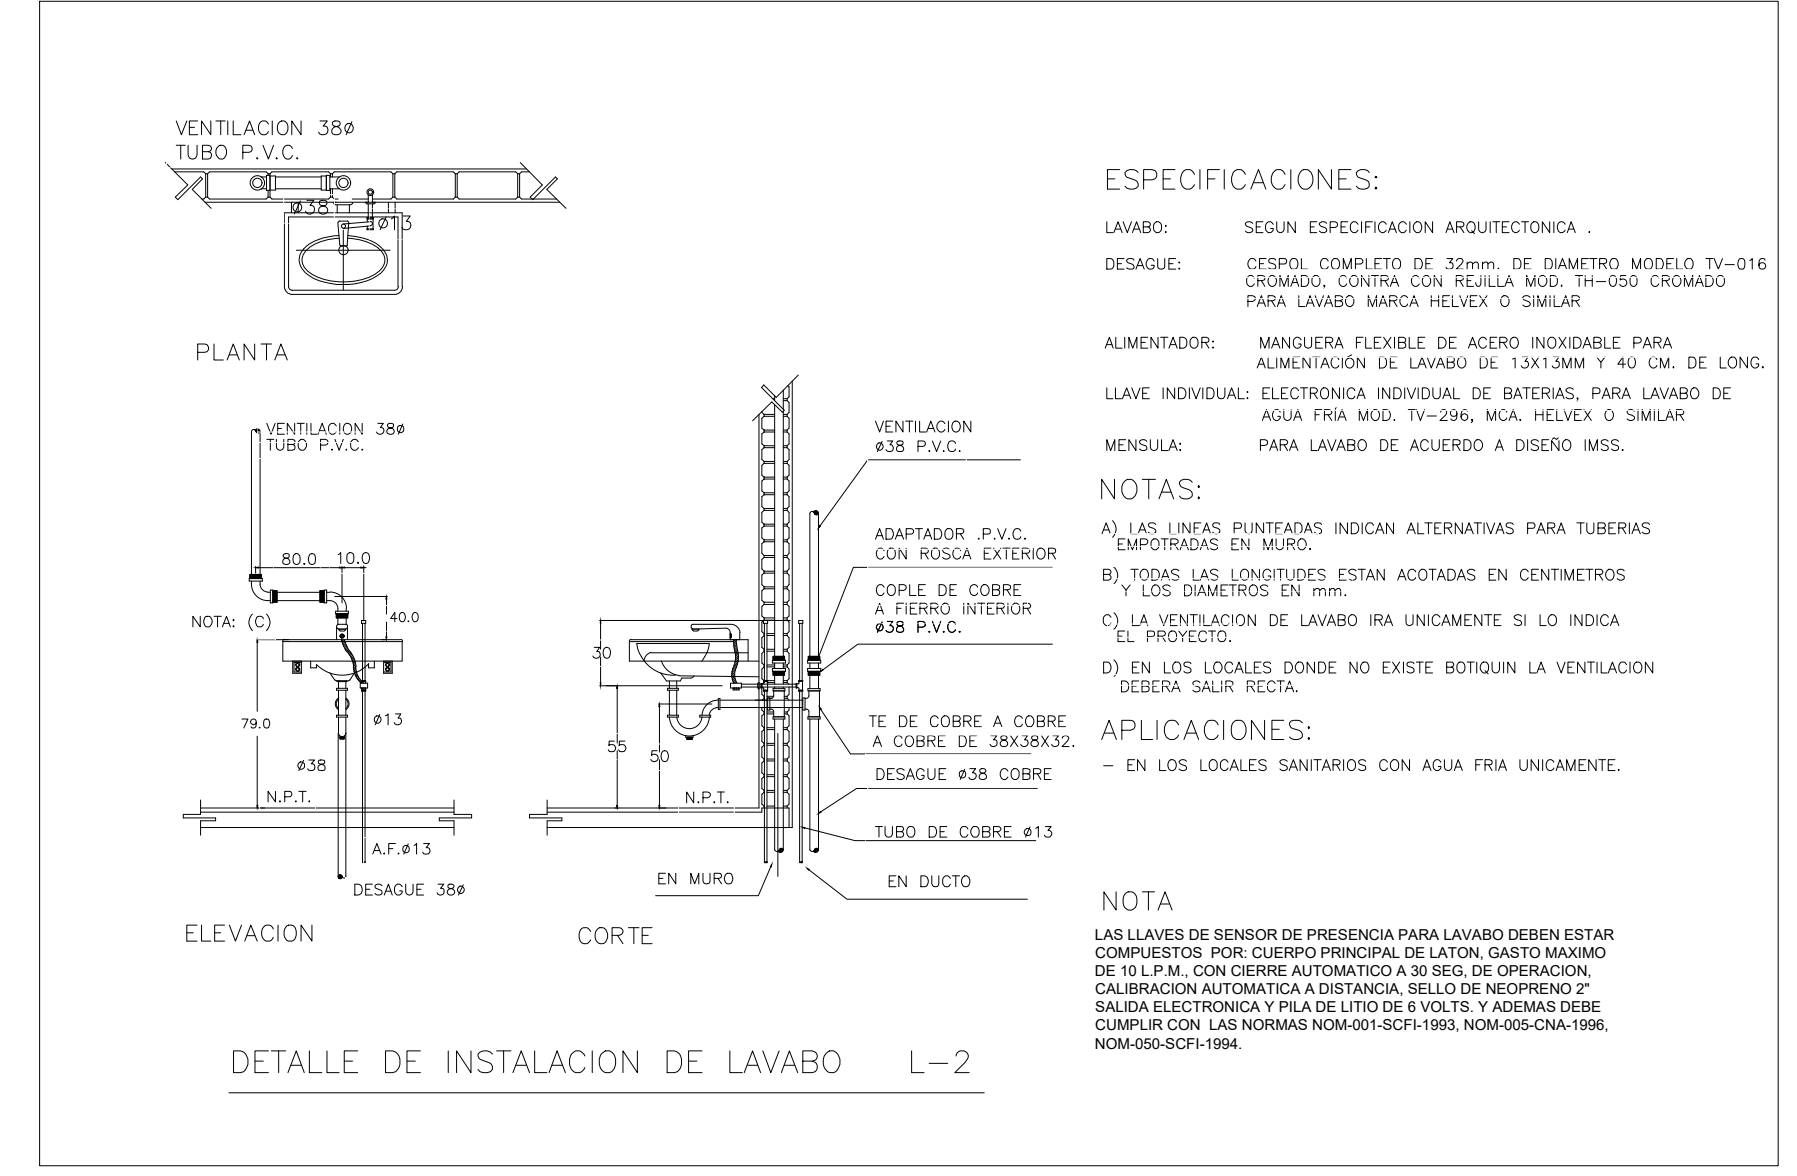 VENTILACION 38ø
TUBO P.V.C.
ø38
ø13
PLANTA
VENTILACION 38ø
TUBO P.V.C.
80.0
10.0
40.0
NOTA: (C)
79.0
ø13
ø38
N.P.T.
A.F.ø13
DESAGUE 38ø
ELEVACION
VENTILACION
ø38 P.V.C.
ADAPTADOR .P.V.C.
CON ROSCA EXTERIOR
COPLE DE COBRE
A FIERRO INTERIOR
ø38 P.V.C.
30
55
50
TE DE COBRE A COBRE
A COBRE DE 38X38X32.
DESAGUE ø38 COBRE
N.P.T.
TUBO DE COBRE ø13
EN MURO
EN DUCTO
CORTE
DETALLE DE INSTALACION DE LAVABO L-2
ESPECIFICACIONES:
LAVABO: SEGUN ESPECIFICACION ARQUITECTONICA .
DESAGUE: CESPOL COMPLETO DE 32mm. DE DIAMETRO MODELO TV-016
CROMADO, CONTRA CON REJILLA MOD. TH-050 CROMADO
PARA LAVABO MARCA HELVEX O SIMILAR
ALIMENTADOR: MANGUERA FLEXIBLE DE ACERO INOXIDABLE PARA
ALIMENTACIÓN DE LAVABO DE 13X13MM Y 40 CM. DE LONG.
LLAVE INDIVIDUAL: ELECTRONICA INDIVIDUAL DE BATERIAS, PARA LAVABO DE
AGUA FRÍA MOD. TV-296, MCA. HELVEX O SIMILAR
MENSULA: PARA LAVABO DE ACUERDO A DISEÑO IMSS.
NOTAS:
A) LAS LINEAS PUNTEADAS INDICAN ALTERNATIVAS PARA TUBERIAS
EMPOTRADAS EN MURO.
B) TODAS LAS LONGITUDES ESTAN ACOTADAS EN CENTIMETROS
Y LOS DIAMETROS EN mm.
C) LA VENTILACION DE LAVABO IRA UNICAMENTE SI LO INDICA
EL PROYECTO.
D) EN LOS LOCALES DONDE NO EXISTE BOTIQUIN LA VENTILACION
DEBERA SALIR RECTA.
APLICACIONES:
- EN LOS LOCALES SANITARIOS CON AGUA FRIA UNICAMENTE.
NOTA
LAS LLAVES DE SENSOR DE PRESENCIA PARA LAVABO DEBEN ESTAR
COMPUESTOS POR: CUERPO PRINCIPAL DE LATON, GASTO MAXIMO
DE 10 L.P.M., CON CIERRE AUTOMATICO A 30 SEG, DE OPERACION,
CALIBRACION AUTOMATICA A DISTANCIA, SELLO DE NEOPRENO 2"
SALIDA ELECTRONICA Y PILA DE LITIO DE 6 VOLTS. Y ADEMAS DEBE
CUMPLIR CON LAS NORMAS NOM-001-SCFI-1993, NOM-005-CNA-1996,
NOM-050-SCFI-1994.